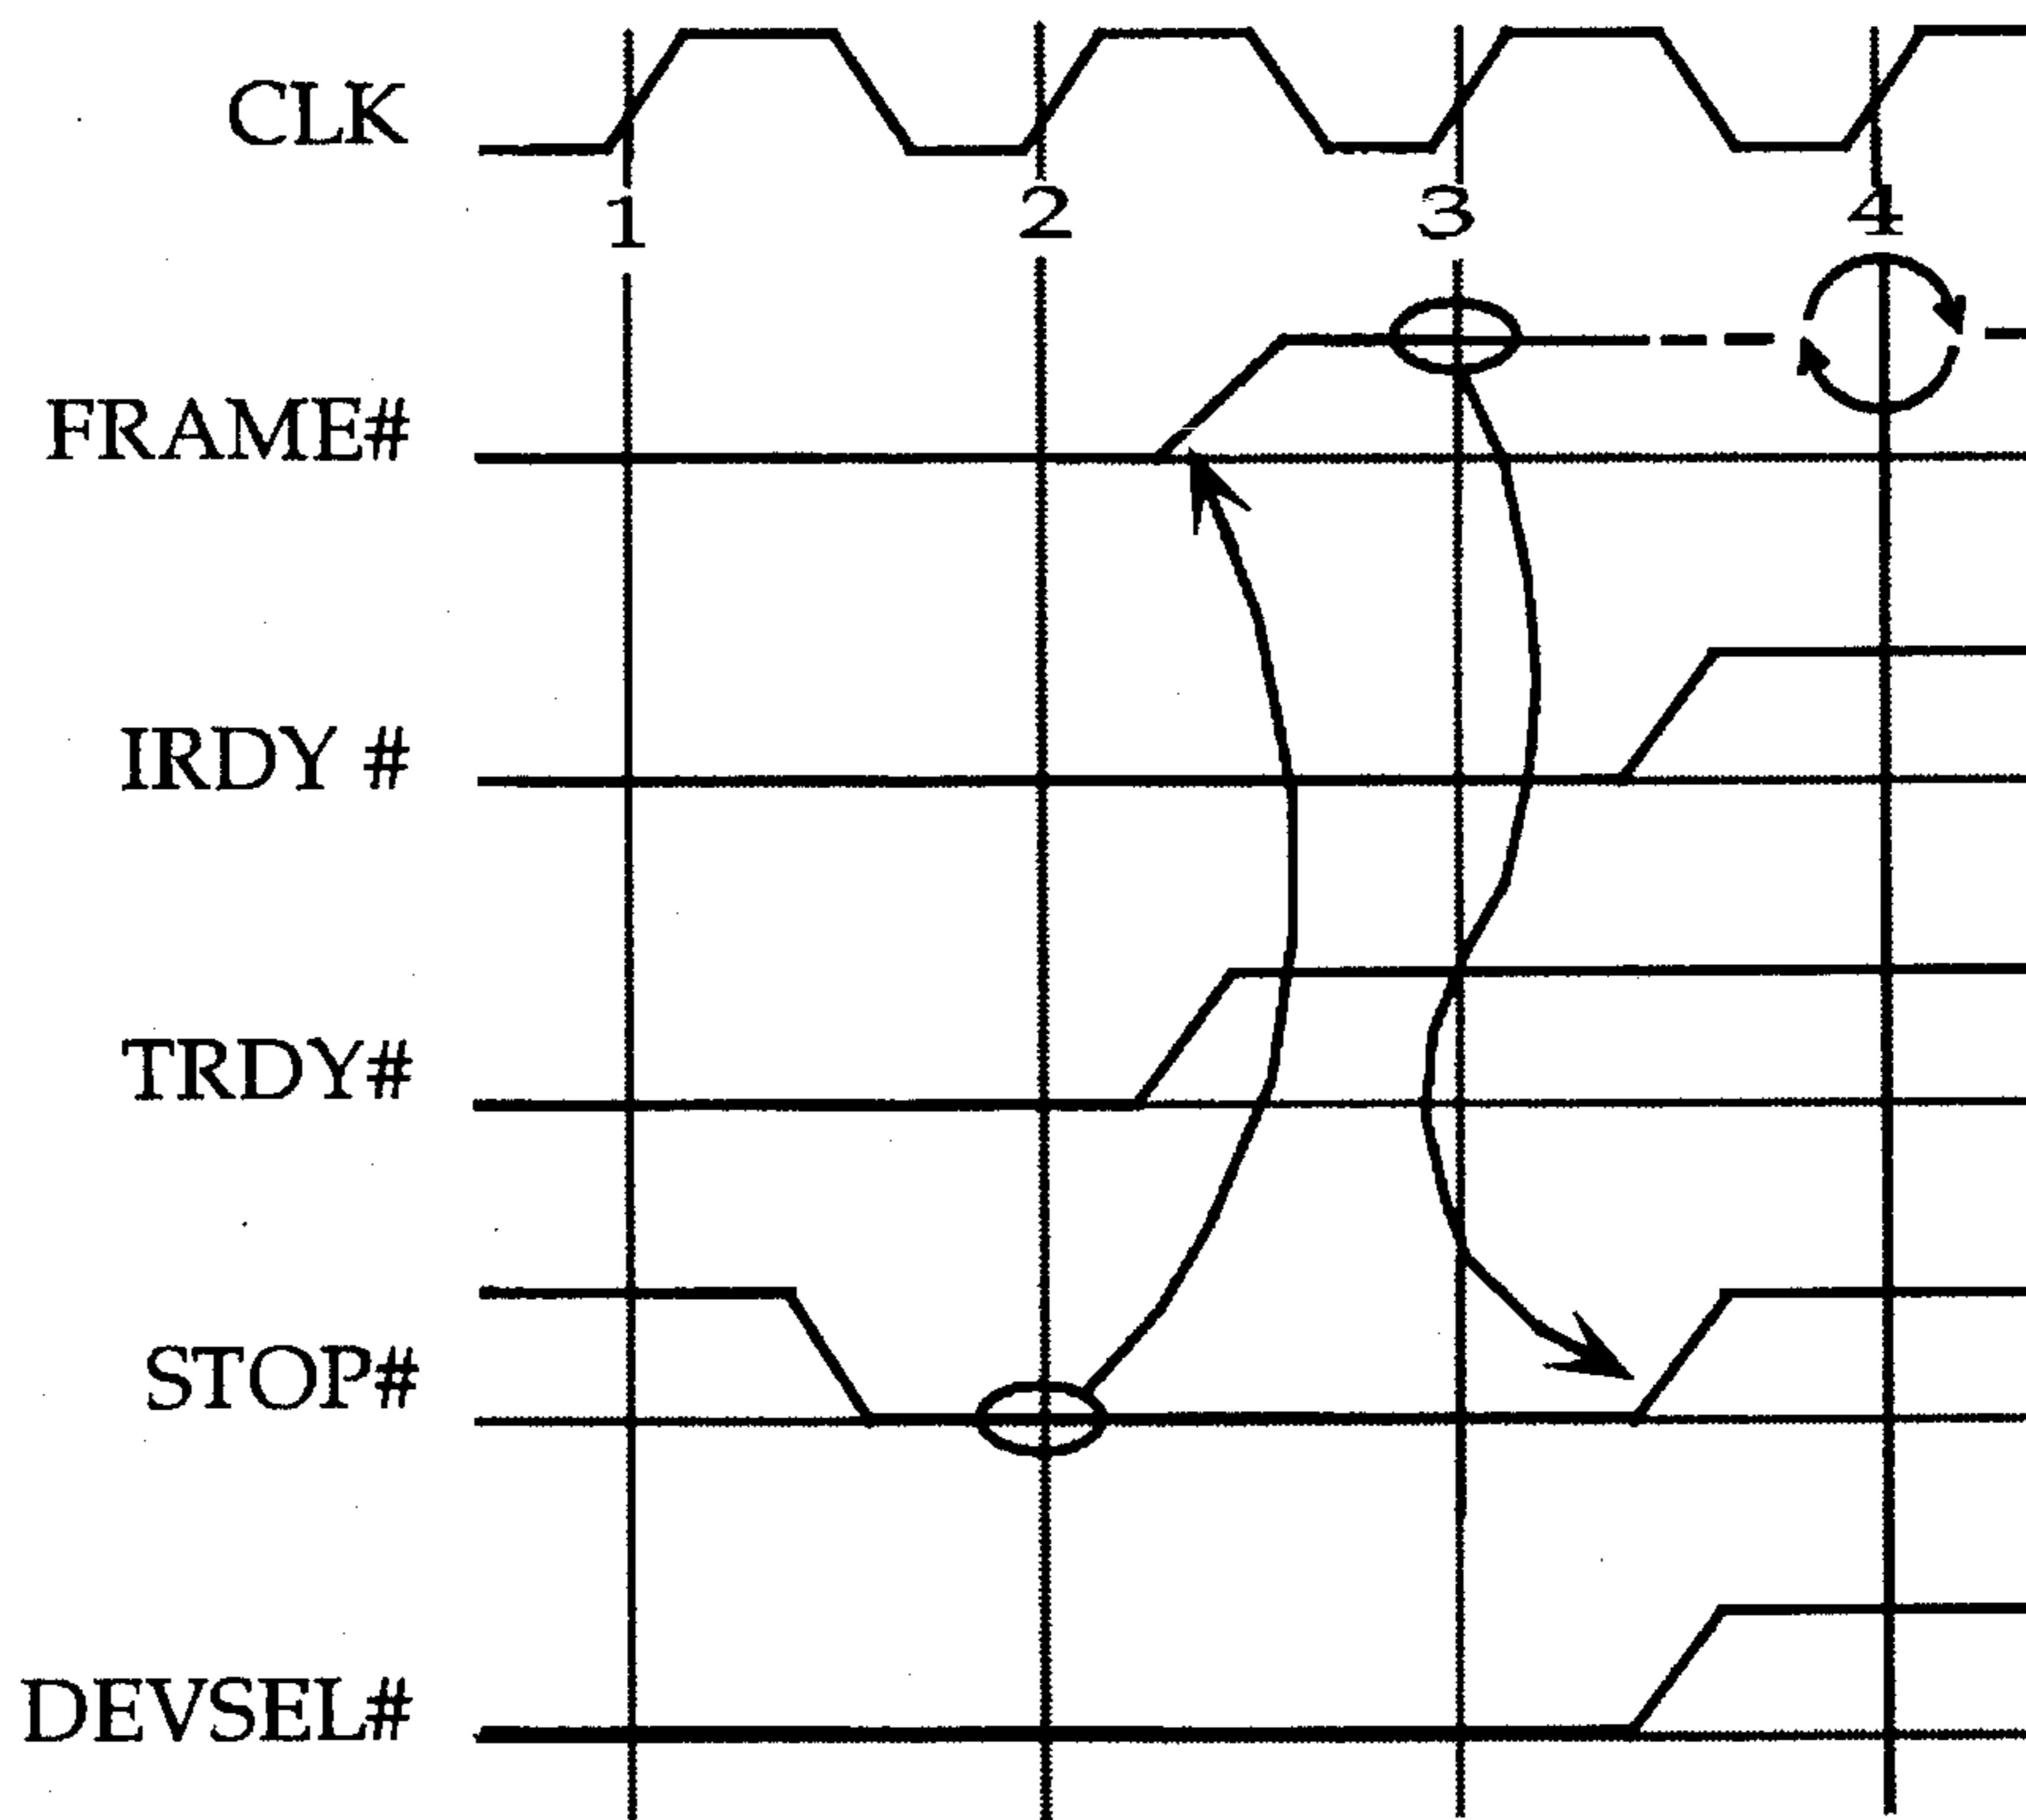 CLK
1 2 3 4
FRAME#
IRDY #
TRDY#
STOP#
DEVSEL#